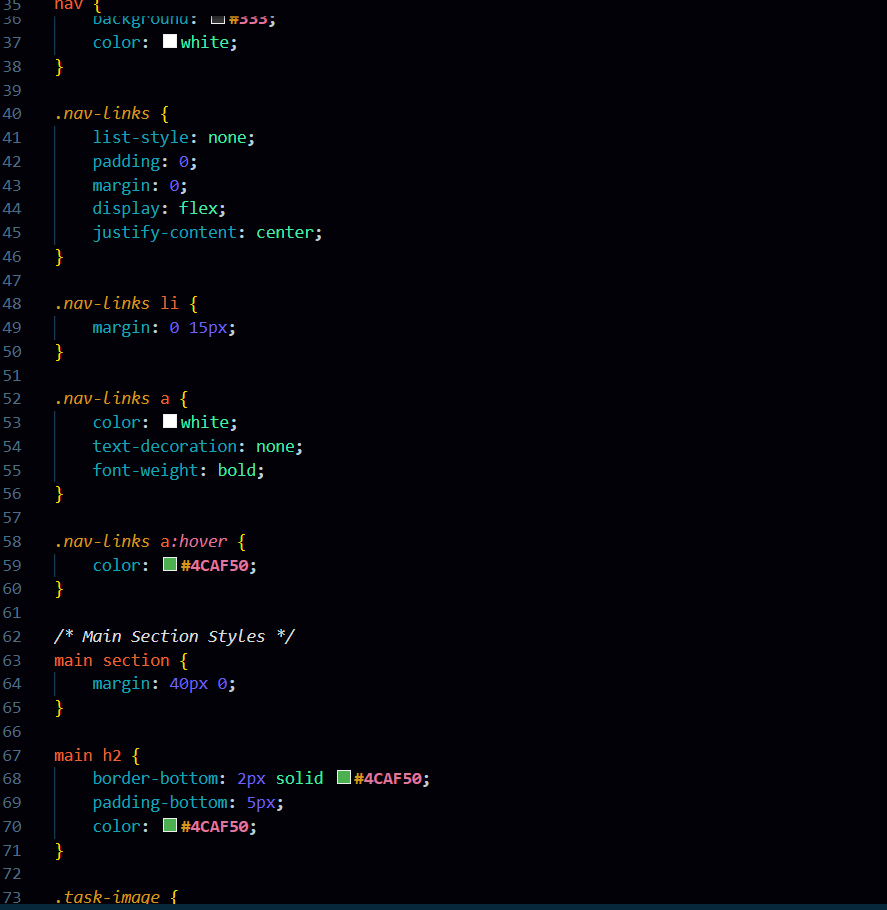 35 nav {
36 background: #333;
37 color: white;
38 }
39
40 .nav-links {
41 list-style: none;
42 padding: 0;
43 margin: 0;
44 display: flex;
45 justify-content: center;
46 }
47
48 .nav-links li {
49 margin: 0 15px;
50 }
51
52 .nav-links a {
53 color: white;
54 text-decoration: none;
55 font-weight: bold;
56 }
57
58 .nav-links a:hover {
59 color: #4CAF50;
60 }
61
62 /* Main Section Styles */
63 main section {
64 margin: 40px 0;
65 }
66
67 main h2 {
68 border-bottom: 2px solid #4CAF50;
69 padding-bottom: 5px;
70 color: #4CAF50;
71 }
72
73 .task-image {